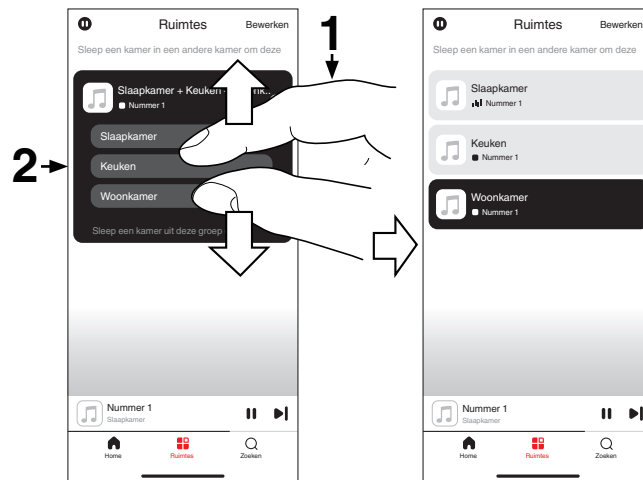 Ruimtes Bewerken
Sleep een kamer in een andere kamer om deze
Slaapkamer + Keuken
Nummer 1
Slaapkamer
Keuken
Woonkamer
Sleep een kamer uit deze groep
Nummer 1
Slaapkamer
Home Ruimtes Zoeken
1
2
Ruimtes Bewerken
Sleep een kamer in een andere kamer om deze
Slaapkamer
Nummer 1
Keuken
Nummer 1
Woonkamer
Nummer 1
Nummer 1
Slaapkamer
Home Ruimtes Zoeken